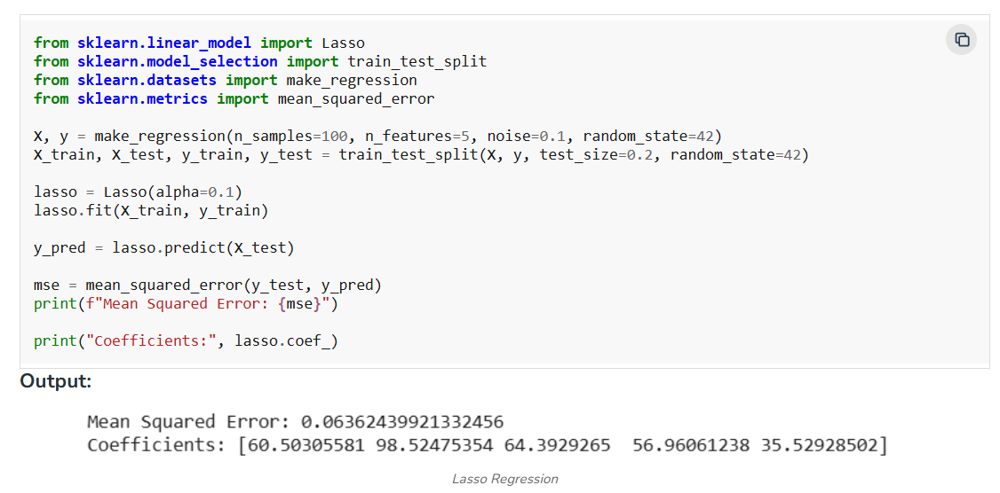 from sklearn.linear_model import Lasso
from sklearn.model_selection import train_test_split
from sklearn.datasets import make_regression
from sklearn.metrics import mean_squared_error
X, y = make_regression(n_samples=100, n_features=5, noise=0.1, random_state=42)
X_train, X_test, y_train, y_test = train_test_split(X, y, test_size=0.2, random_state=42)
lasso = Lasso(alpha=0.1)
lasso.fit(X_train, y_train)
y_pred = lasso.predict(X_test)
mse = mean_squared_error(y_test, y_pred)
print(f"Mean Squared Error: {mse}")
print("Coefficients:", lasso.coef_)
Output:
Mean Squared Error: 0.06362439921332456
Coefficients: [60.50305581 98.52475354 64.3929265  56.96061238 35.52928502]
Lasso Regression